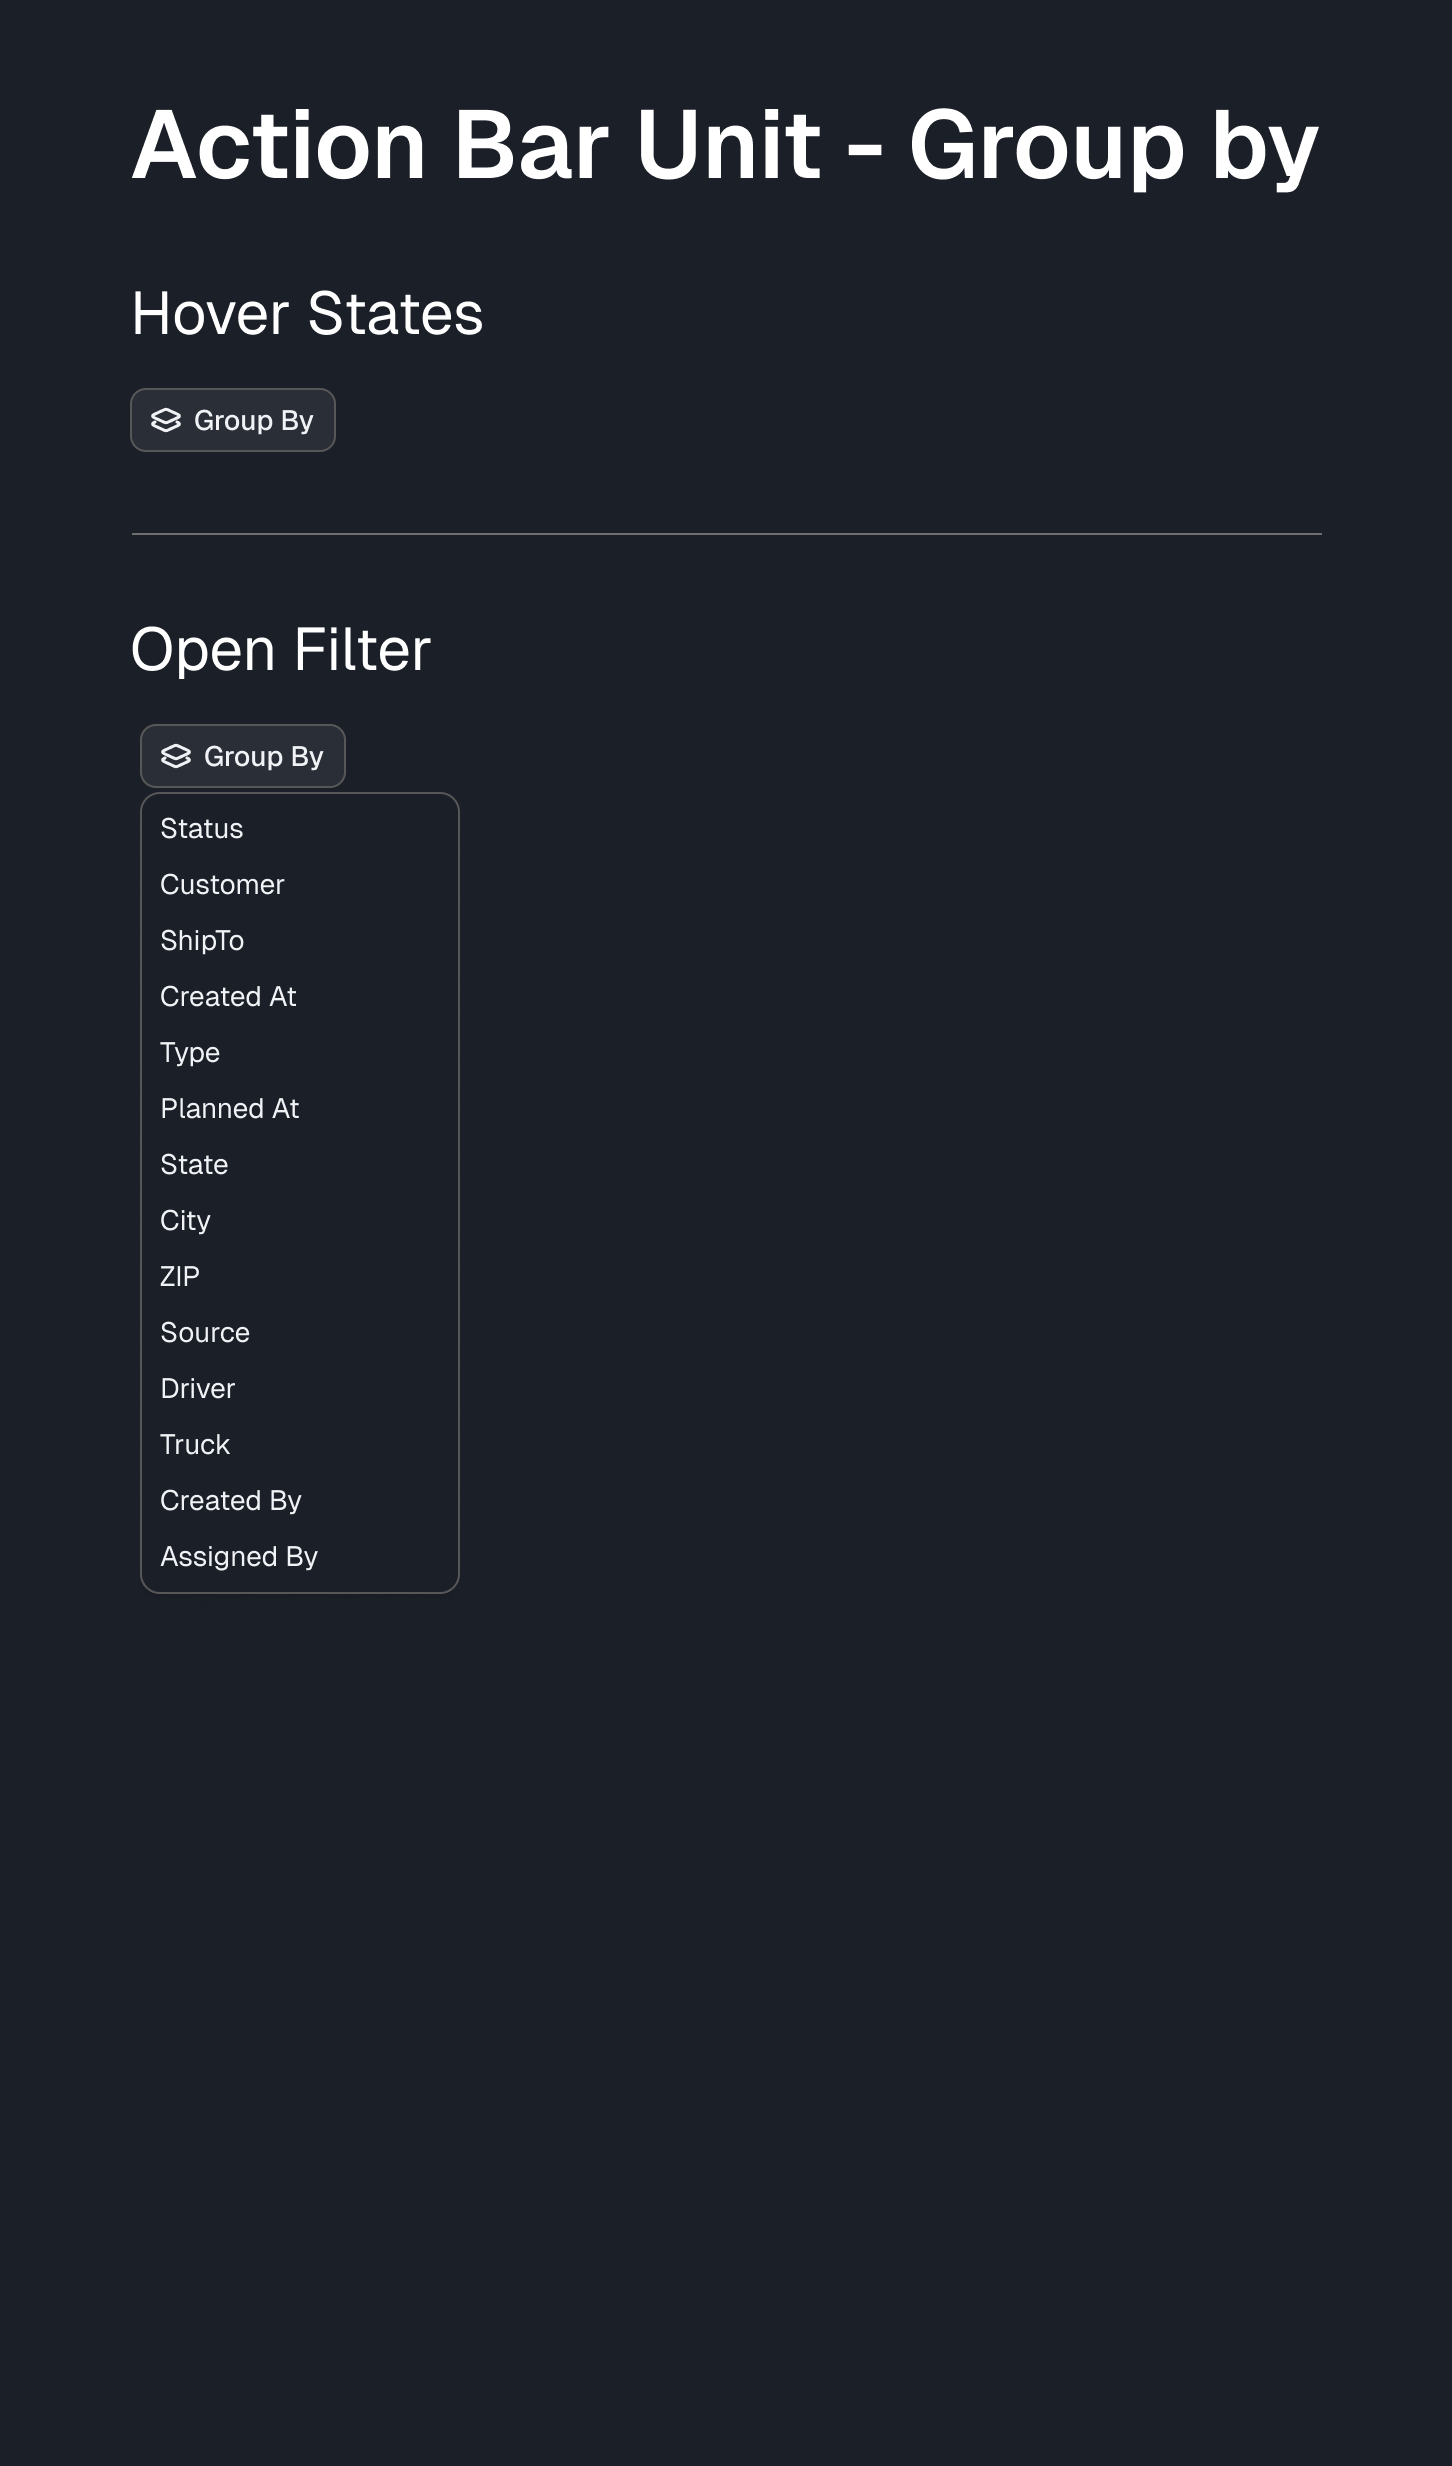 Action Bar Unit - Group by
Hover States
Group By
Open Filter
Group By
Status
Customer
ShipTo
Created At
Type
Planned At
State
City
ZIP
Source
Driver
Truck
Created By
Assigned By